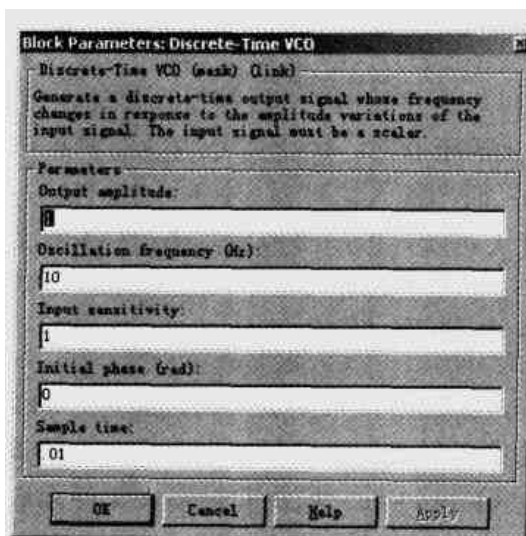 Block Parameters: Discrete-Time VCO
Discrete-Time VCO (mask) (link)
Generate a discrete-time output signal whose frequency
changes in response to the amplitude variations of the
input signal. The input signal must be a scalar.
Parameters
Output amplitude:
Oscillation frequency (Hz):
10
Input sensitivity:
1
Initial phase (rad):
0
Sample time:
.01
OK
Cancel
Help
Apply